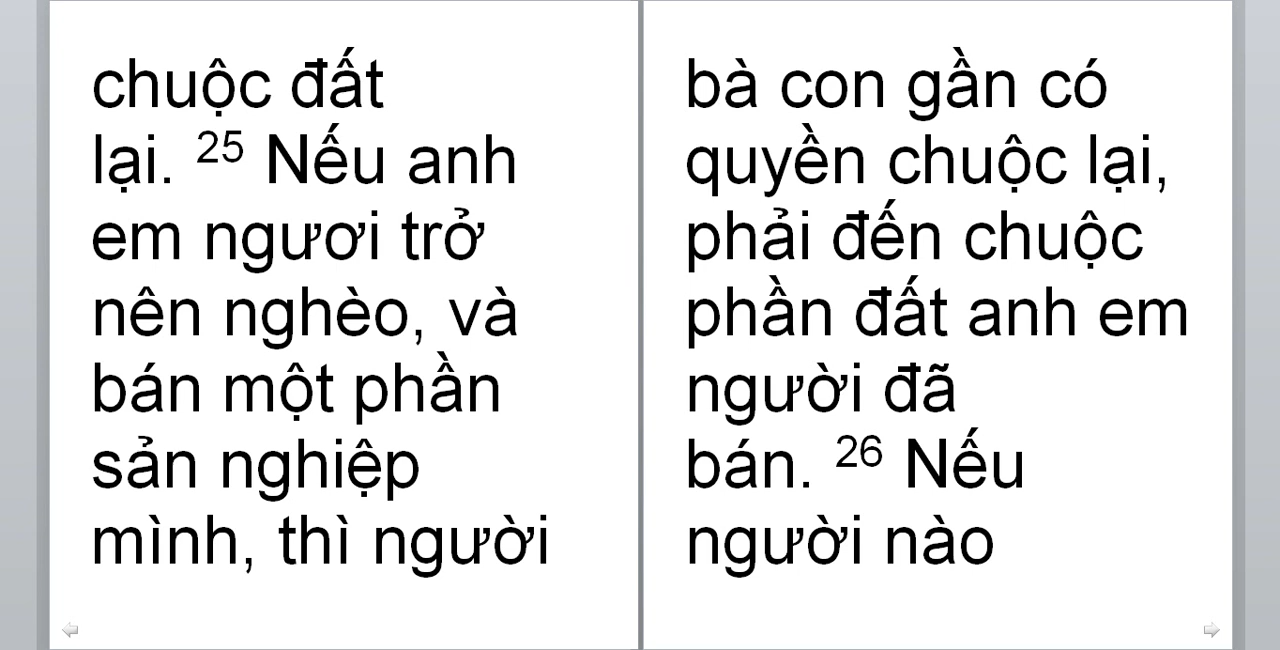 chuộc đất
lại. 25 Nếu anh
em ngươi trở
nên nghèo, và
bán một phần
sản nghiệp
mình, thì người
bà con gần có
quyền chuộc lại,
phải đến chuộc
phần đất anh em
người đã
bán. 26 Nếu
người nào